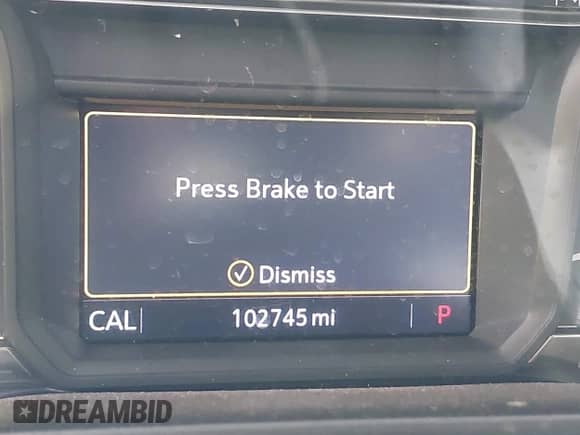 Press Brake to Start
Dismiss
CAL 102745 mi P
DREAMBID